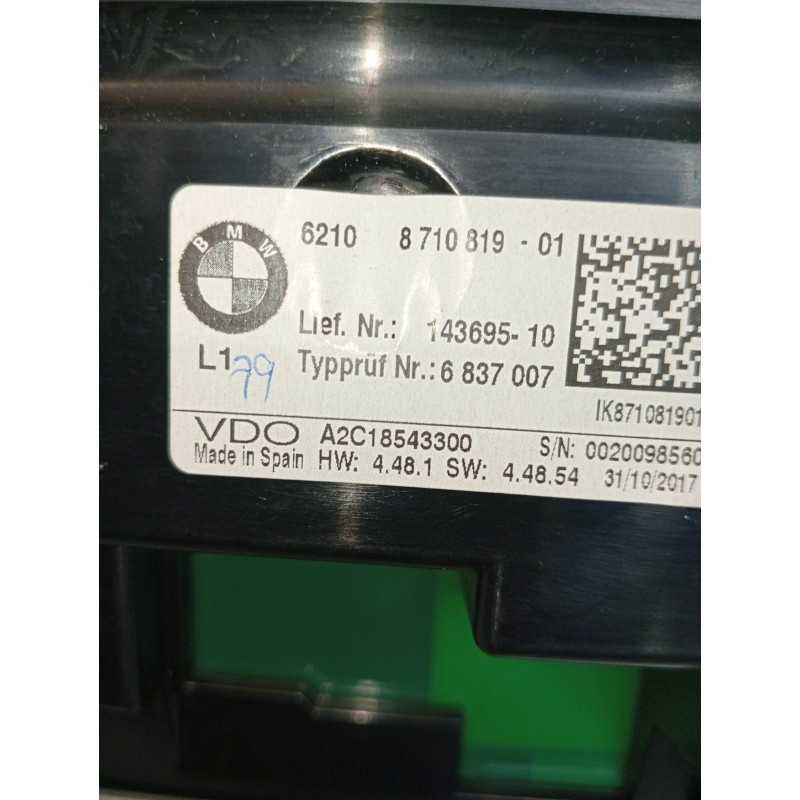 BMW
6210 8 710 819 - 01
Lief. Nr.: 143695-10
L1 79
Typprüf Nr.: 6 837 007
IK871081901
VDO A2C18543300 S/N: 0020098560
Made in Spain HW: 4.48.1 SW: 4.48.54 31/10/2017